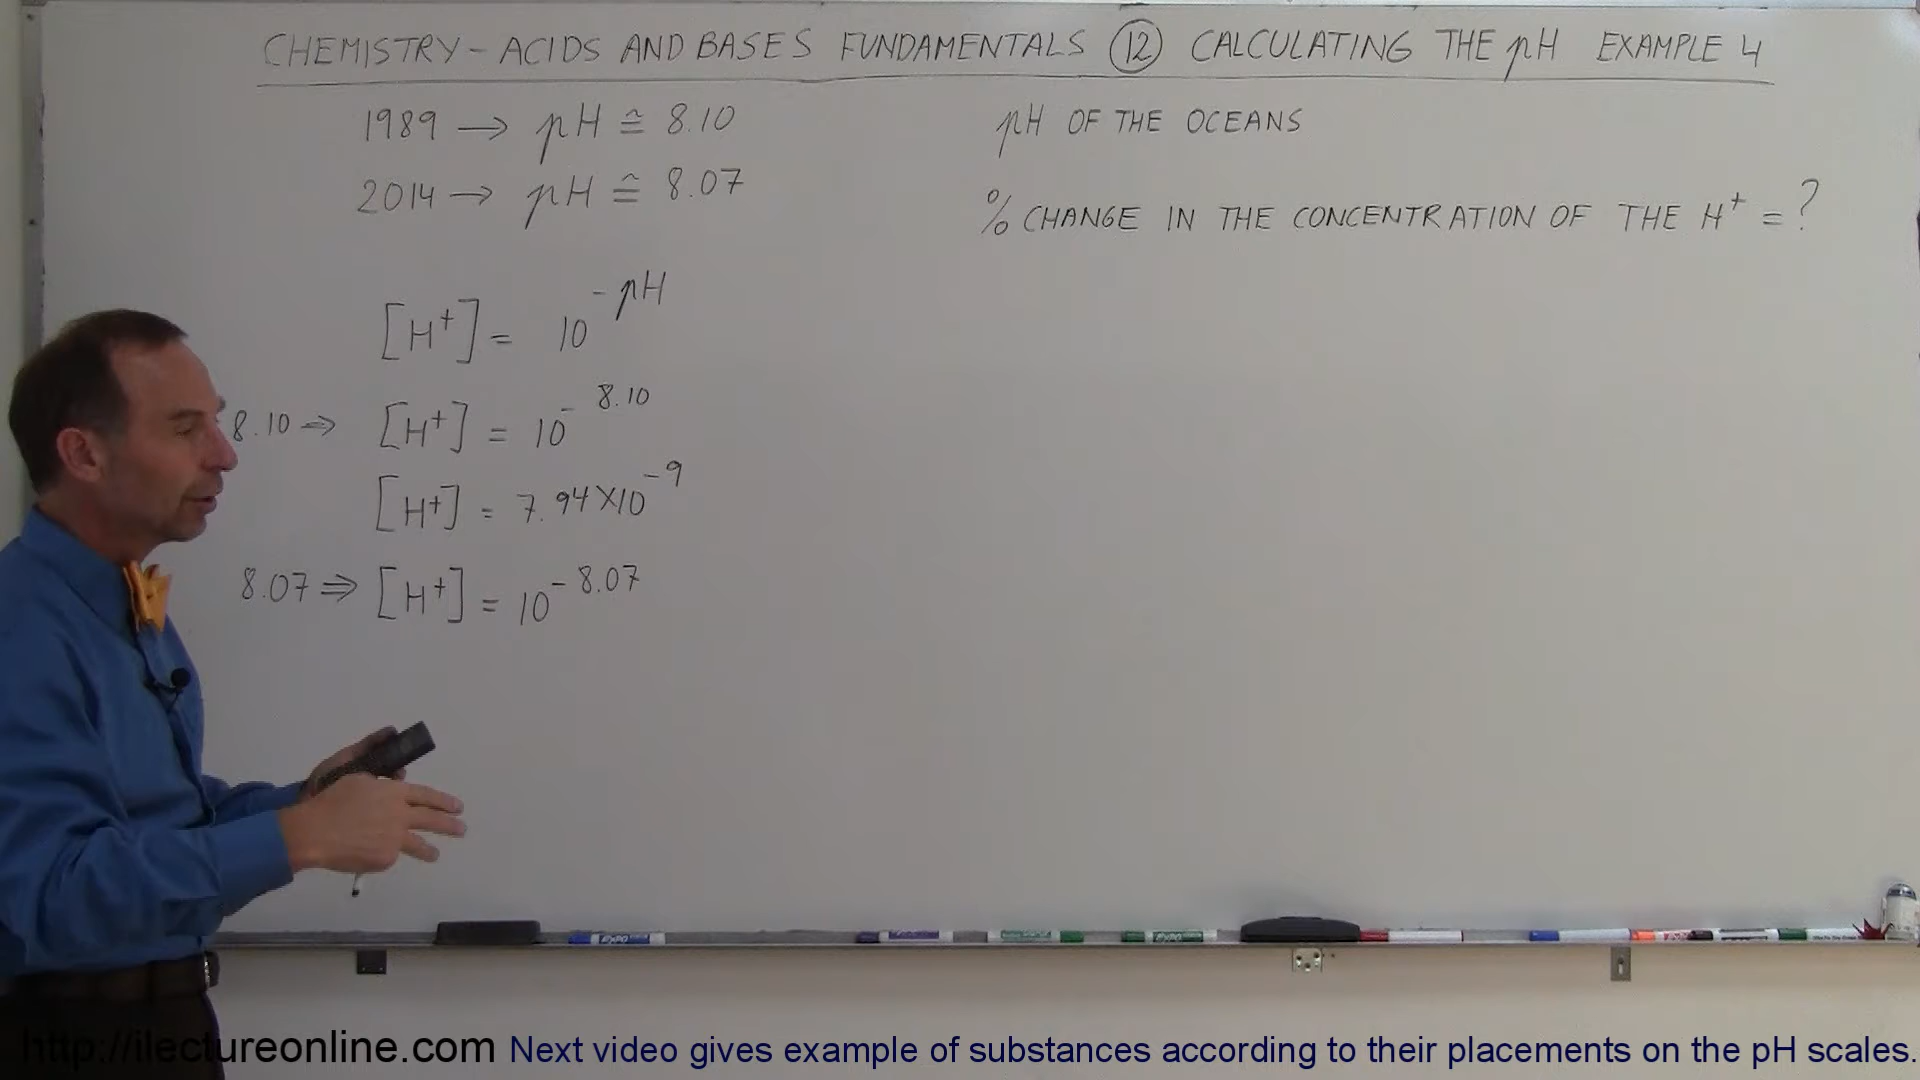 CHEMISTRY - ACIDS AND BASES FUNDAMENTALS ⑫ CALCULATING THE pH EXAMPLE 4
1989 → pH ≅ 8.10
pH OF THE OCEANS
2014 → pH ≅ 8.07
% CHANGE IN THE CONCENTRATION OF THE H⁺ = ?
[H⁺] = 10^-pH
8.10 ⇒ [H⁺] = 10^-8.10
[H⁺] = 7.94 X 10^-9
8.07 ⇒ [H⁺] = 10^-8.07
EXPO
EXPO
http://ilectureonline.com Next video gives example of substances according to their placements on the pH scales.